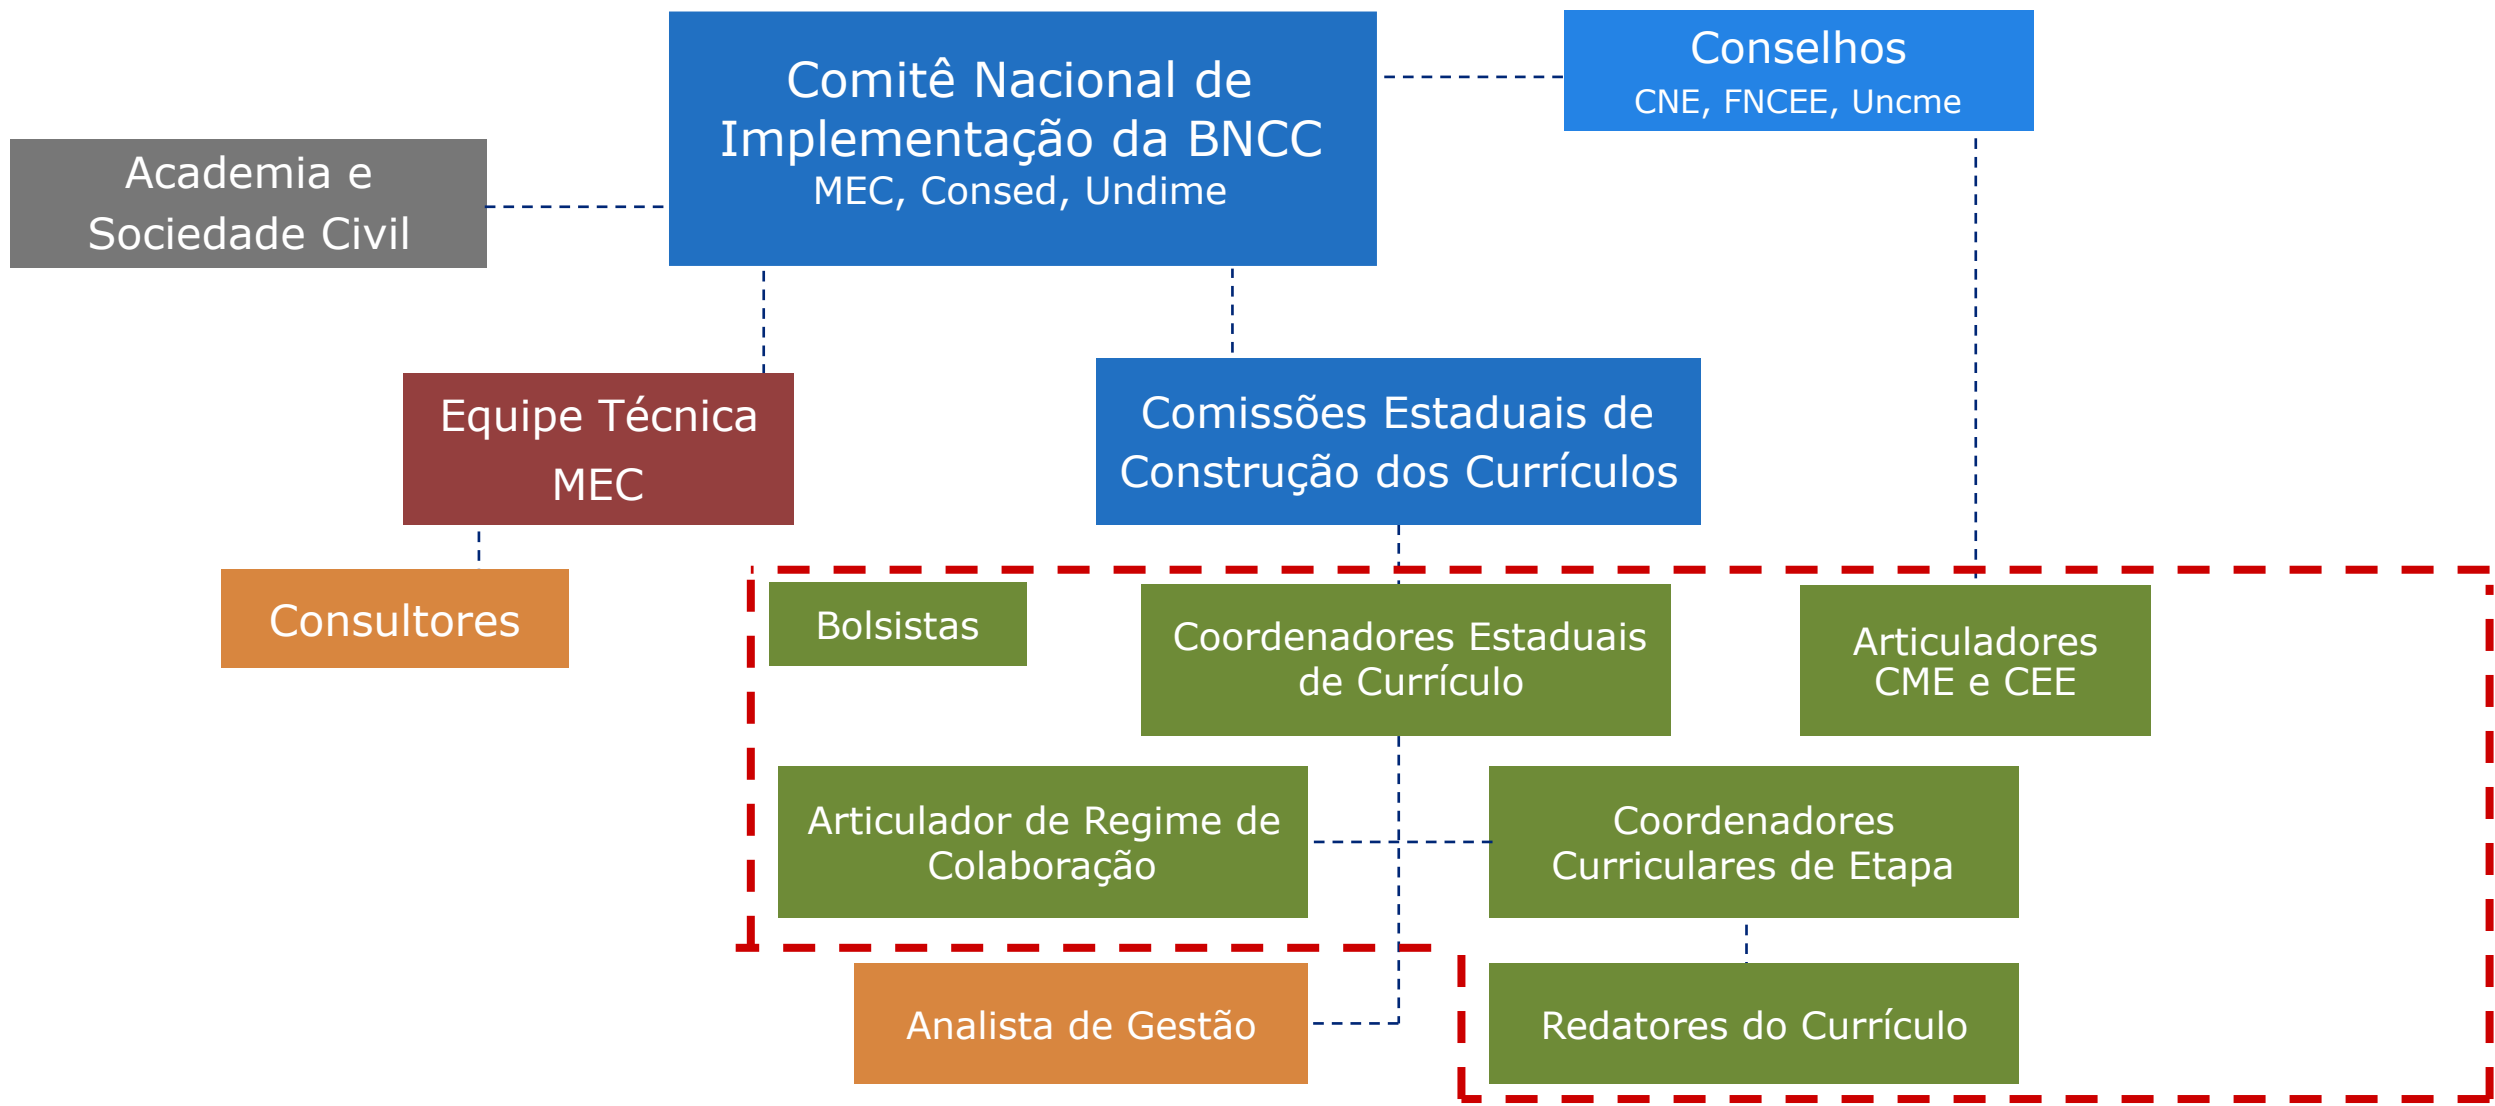 Comitê Nacional de
Implementação da BNCC
MEC, Consed, Undime
Conselhos
CNE, FNCEE, Uncme
Academia e
Sociedade Civil
Equipe Técnica
MEC
Comissões Estaduais de
Construção dos Currículos
Consultores
Bolsistas
Coordenadores Estaduais
de Currículo
Articuladores
CME e CEE
Articulador de Regime de
Colaboração
Coordenadores
Curriculares de Etapa
Analista de Gestão
Redatores do Currículo